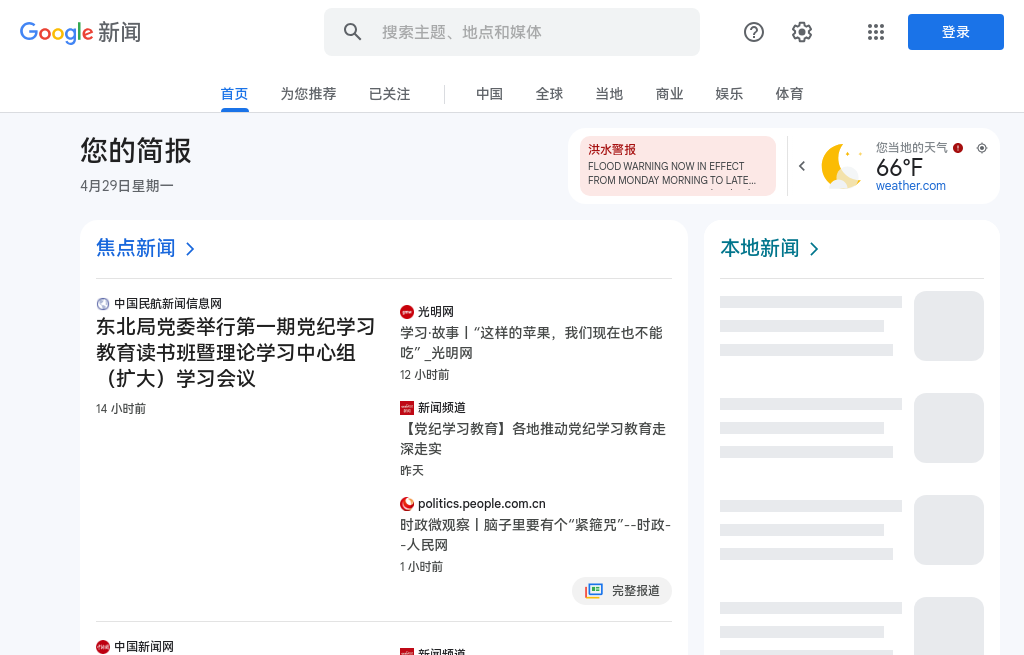 Google 新闻
搜索主题、地点和媒体
登录
首页
为您推荐
已关注
中国
全球
当地
商业
娱乐
体育
您的简报
4月29日星期一
洪水警报
FLOOD WARNING NOW IN EFFECT
FROM MONDAY MORNING TO LATE…
您当地的天气
66°F
weather.com
焦点新闻
中国民航新闻信息网
东北局党委举行第一期党纪学习
教育读书班暨理论学习中心组
（扩大）学习会议
14 小时前
光明网
学习·故事丨“这样的苹果，我们现在也不能
吃” _光明网
12 小时前
新闻频道
【党纪学习教育】各地推动党纪学习教育走
深走实
昨天
politics.people.com.cn
时政微观察丨脑子里要有个“紧箍咒”--时政-
-人民网
1 小时前
完整报道
中国新闻网
新闻频道
本地新闻